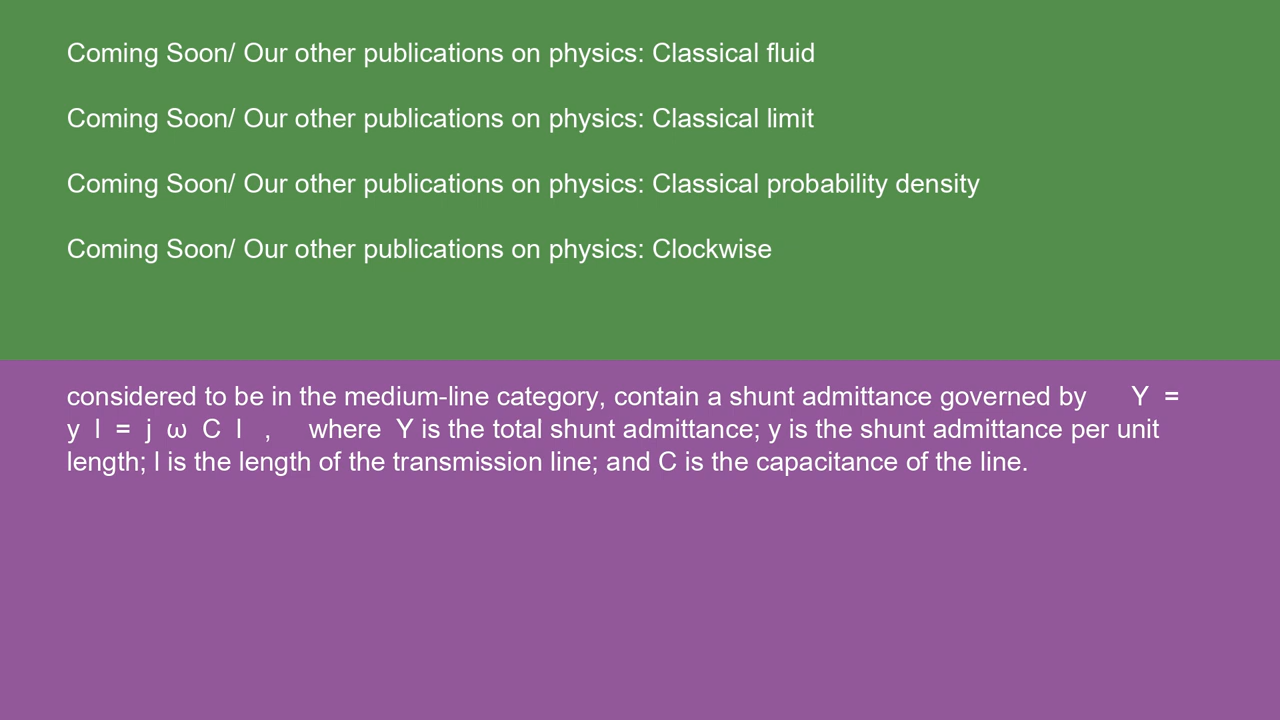 Coming Soon/ Our other publications on physics: Classical fluid
Coming Soon/ Our other publications on physics: Classical limit
Coming Soon/ Our other publications on physics: Classical probability density
Coming Soon/ Our other publications on physics: Clockwise
considered to be in the medium-line category, contain a shunt admittance governed by Y =
y l = j ω C l , where Y is the total shunt admittance; y is the shunt admittance per unit
length; l is the length of the transmission line; and C is the capacitance of the line.